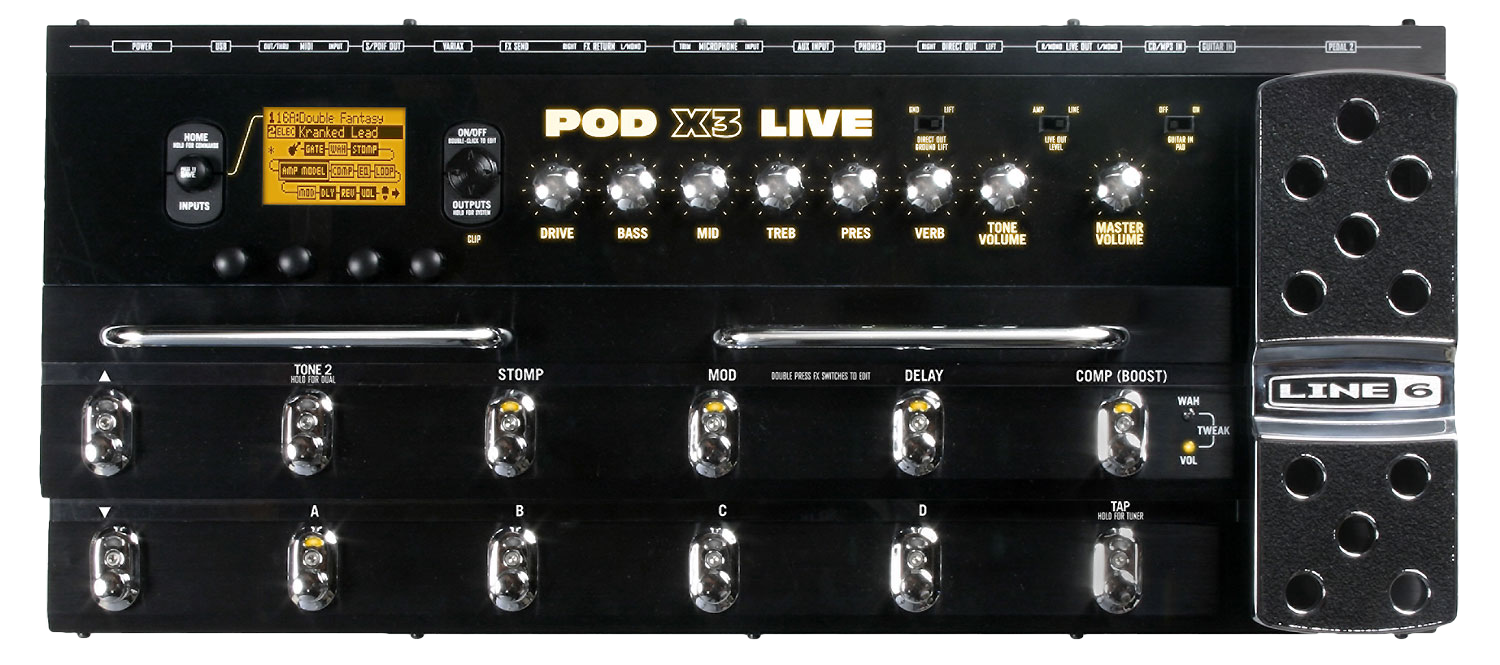 POWER USB OUT/THRU MIDI INPUT S/PDIF OUT VARIAX FX SEND RIGHT FX RETURN L/MONO TRIM MICROPHONE INPUT AUX INPUT PHONES RIGHT DIRECT OUT LEFT R/MONO LIVE OUT L/MONO CD/MP3 IN GUITAR IN PEDAL 2
HOME
HOLD FOR COMMANDS
INPUTS
116A:Double Fantasy
2 ELEC Kranked Lead
GATE WAH STOMP
AMP MODEL COMP EQ LOOP
MOD DLY REV VOL
ON/OFF
DOUBLE-CLICK TO EDIT
OUTPUTS
HOLD FOR SYSTEM
CLIP
POD X3 LIVE
GND LIFT
DIRECT OUT
GROUND LIFT
AMP LINE
LIVE OUT
LEVEL
OFF ON
GUITAR IN
PAD
DRIVE BASS MID TREB PRES VERB TONE VOLUME MASTER VOLUME
TONE 2
HOLD FOR DUAL
STOMP
MOD
DOUBLE PRESS FX SWITCHES TO EDIT
DELAY
COMP (BOOST)
WAH
TWEAK
VOL
LINE 6
A B C D TAP
HOLD FOR TUNER